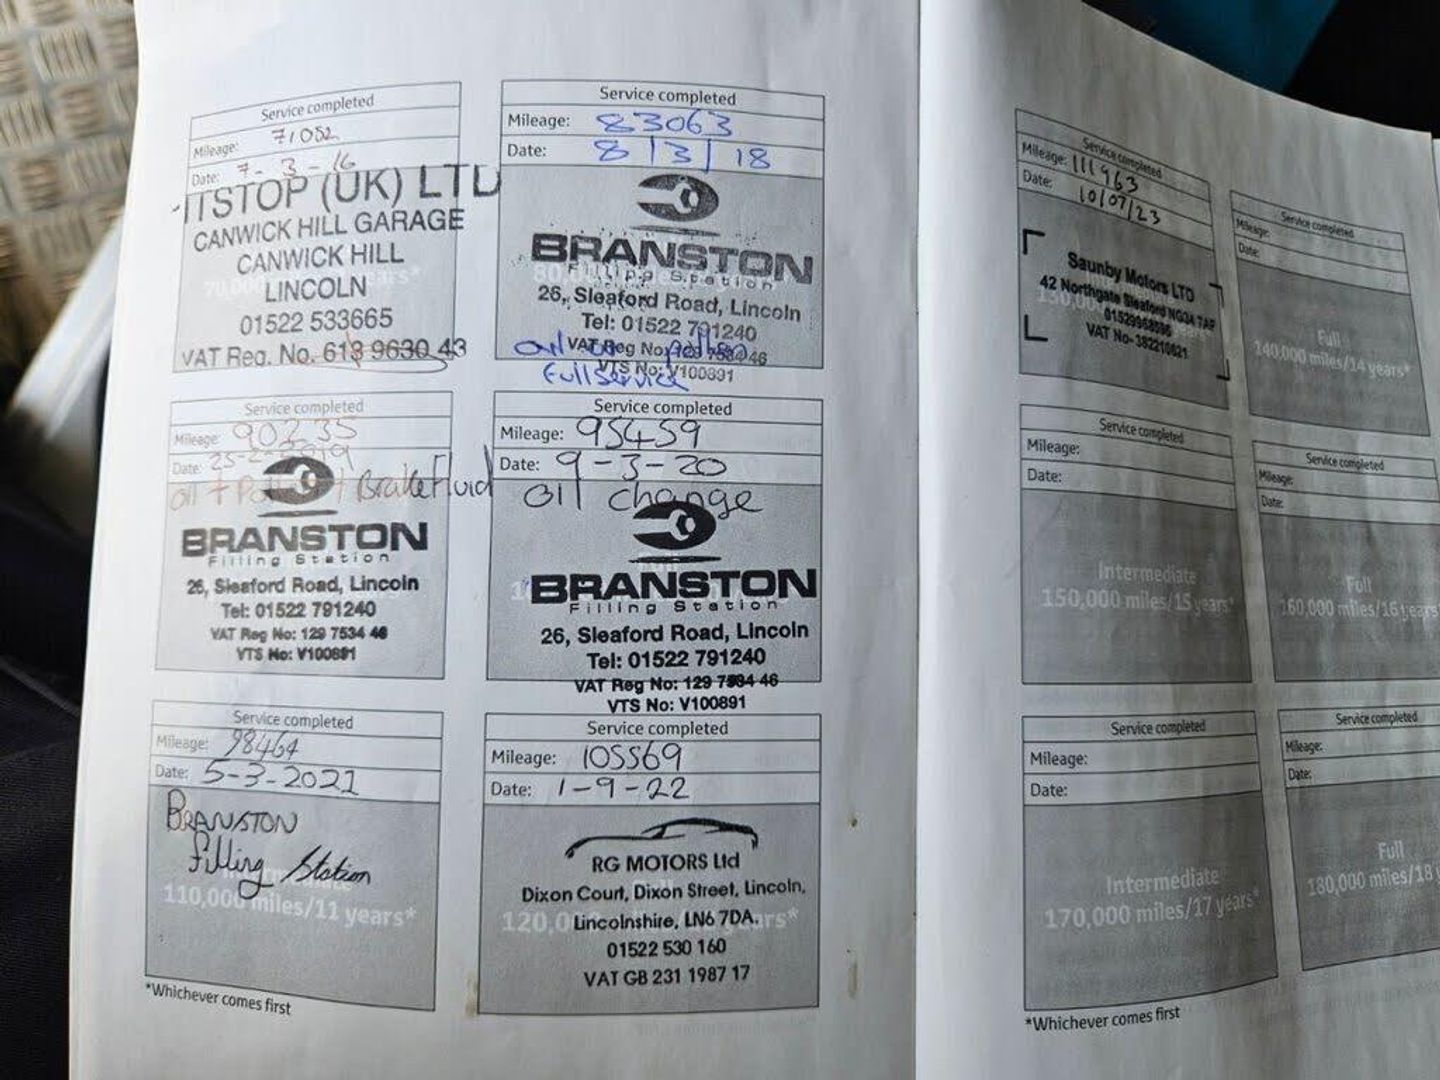 Service completed
Mileage: 71052
Date: 7-3-16
ITSTOP (UK) LTD
CANWICK HILL GARAGE
CANWICK HILL
LINCOLN
01522 533665
VAT Reg. No. 613 9630 43
Service completed
Mileage: 83063
Date: 8/3/18
BRANSTON
Filling Station
26, Sleaford Road, Lincoln
Tel: 01522 791240
VAT Reg No: 129 7534 46
VTS No: V100891
Full Service
Service completed
Mileage: 90235
Date: 25-2-2019
Oil + Brake Fluid
BRANSTON
Filling Station
26, Sleaford Road, Lincoln
Tel: 01522 791240
VAT Reg No: 129 7534 46
VTS No: V100891
Service completed
Mileage: 95459
Date: 9-3-20
Oil change
BRANSTON
Filling Station
26, Sleaford Road, Lincoln
Tel: 01522 791240
VAT Reg No: 129 7534 46
VTS No: V100891
Service completed
Mileage: 98464
Date: 5-3-2021
BRANSTON
Filling Station
110,000 miles/11 years*
Service completed
Mileage: 105569
Date: 1-9-22
RG MOTORS Ltd
Dixon Court, Dixon Street, Lincoln,
Lincolnshire, LN6 7DA.
01522 530 160
VAT GB 231 1987 17
*Whichever comes first
Service completed
Mileage: 111963
Date: 10/07/23
Saunby Motors LTD
42 Northgate Sleaford NG34 7AF
VAT No- 382210621
Service completed
Mileage:
Date:
Full
140,000 miles/14 years*
Service completed
Mileage:
Date:
Intermediate
150,000 miles/15 years*
Service completed
Mileage:
Date:
Full
160,000 miles/16 years
Service completed
Mileage:
Date:
Intermediate
170,000 miles/17 years*
Service completed
Mileage:
Date:
Full
180,000 miles/18 y
*Whichever comes first